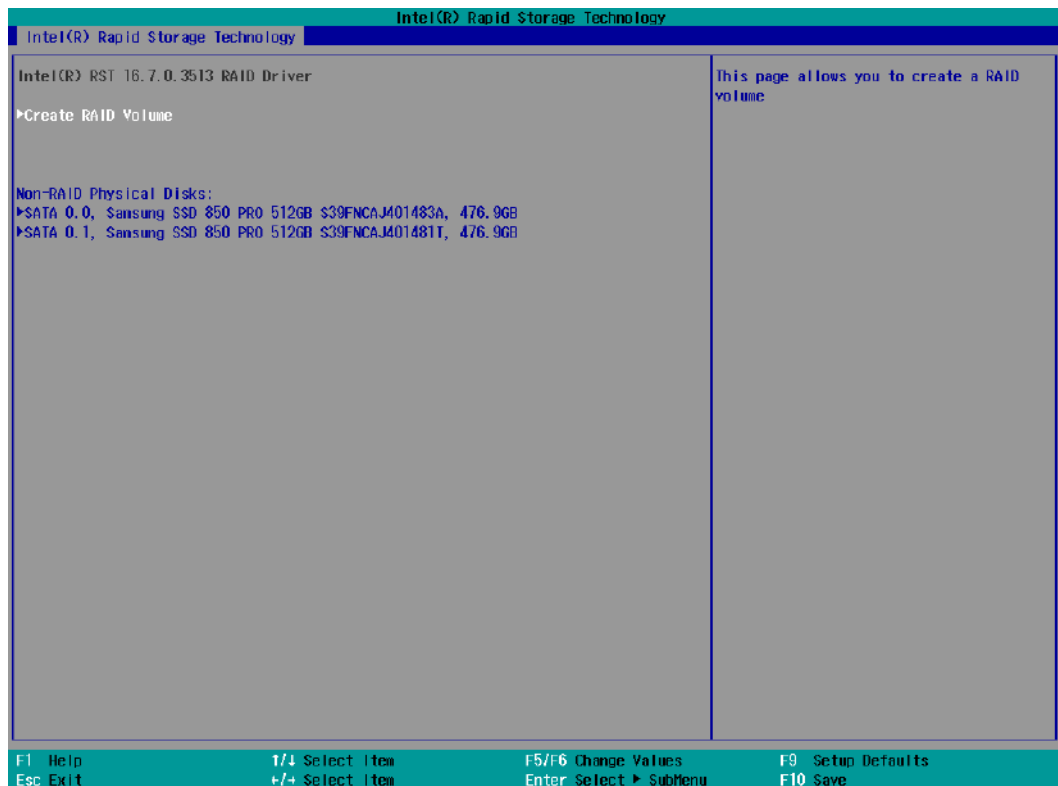 Intel(R) Rapid Storage Technology
Intel(R) Rapid Storage Technology
Intel(R) RST 16.7.0.3513 RAID Driver
This page allows you to create a RAID
volume
▶Create RAID Volume
Non-RAID Physical Disks:
▶SATA 0.0, Samsung SSD 850 PRO 512GB S39FNCAJ401483A, 476.9GB
▶SATA 0.1, Samsung SSD 850 PRO 512GB S39FNCAJ401481T, 476.9GB
F1 Help ↑/↓ Select Item F5/F6 Change Values F9 Setup Defaults
Esc Exit ←/→ Select Item Enter Select ▶ SubMenu F10 Save